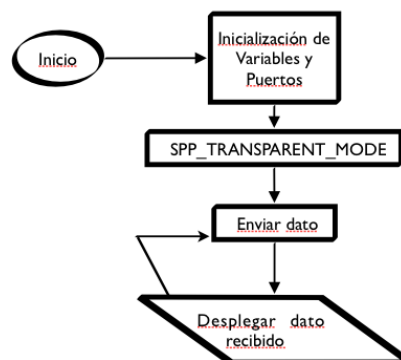 Inicio
Inicialización de
Variables y
Puertos
SPP_TRANSPARENT_MODE
Enviar dato
Desplegar dato
recibido